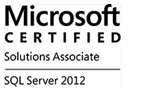 Microsoft
CERTIFIED
Solutions Associate
SQL Server 2012